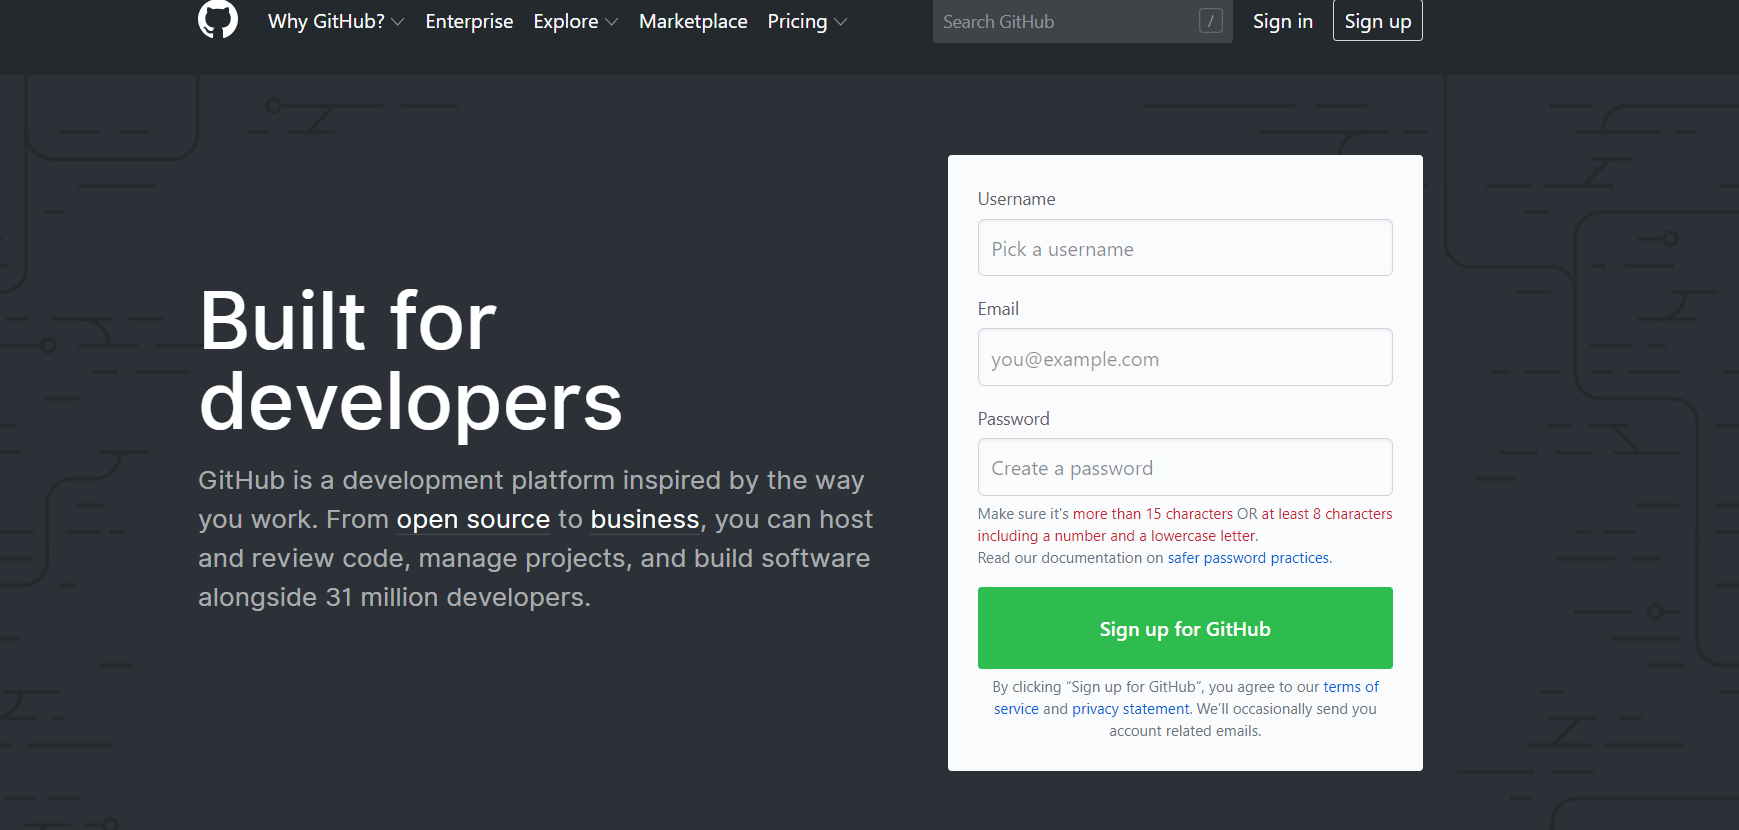 Why GitHub? Enterprise Explore Marketplace Pricing Search GitHub / Sign in Sign up
Built for
developers
GitHub is a development platform inspired by the way
you work. From open source to business, you can host
and review code, manage projects, and build software
alongside 31 million developers.
Username
Pick a username
Email
you@example.com
Password
Create a password
Make sure it's more than 15 characters OR at least 8 characters
including a number and a lowercase letter.
Read our documentation on safer password practices.
Sign up for GitHub
By clicking “Sign up for GitHub”, you agree to our terms of
service and privacy statement. We’ll occasionally send you
account related emails.